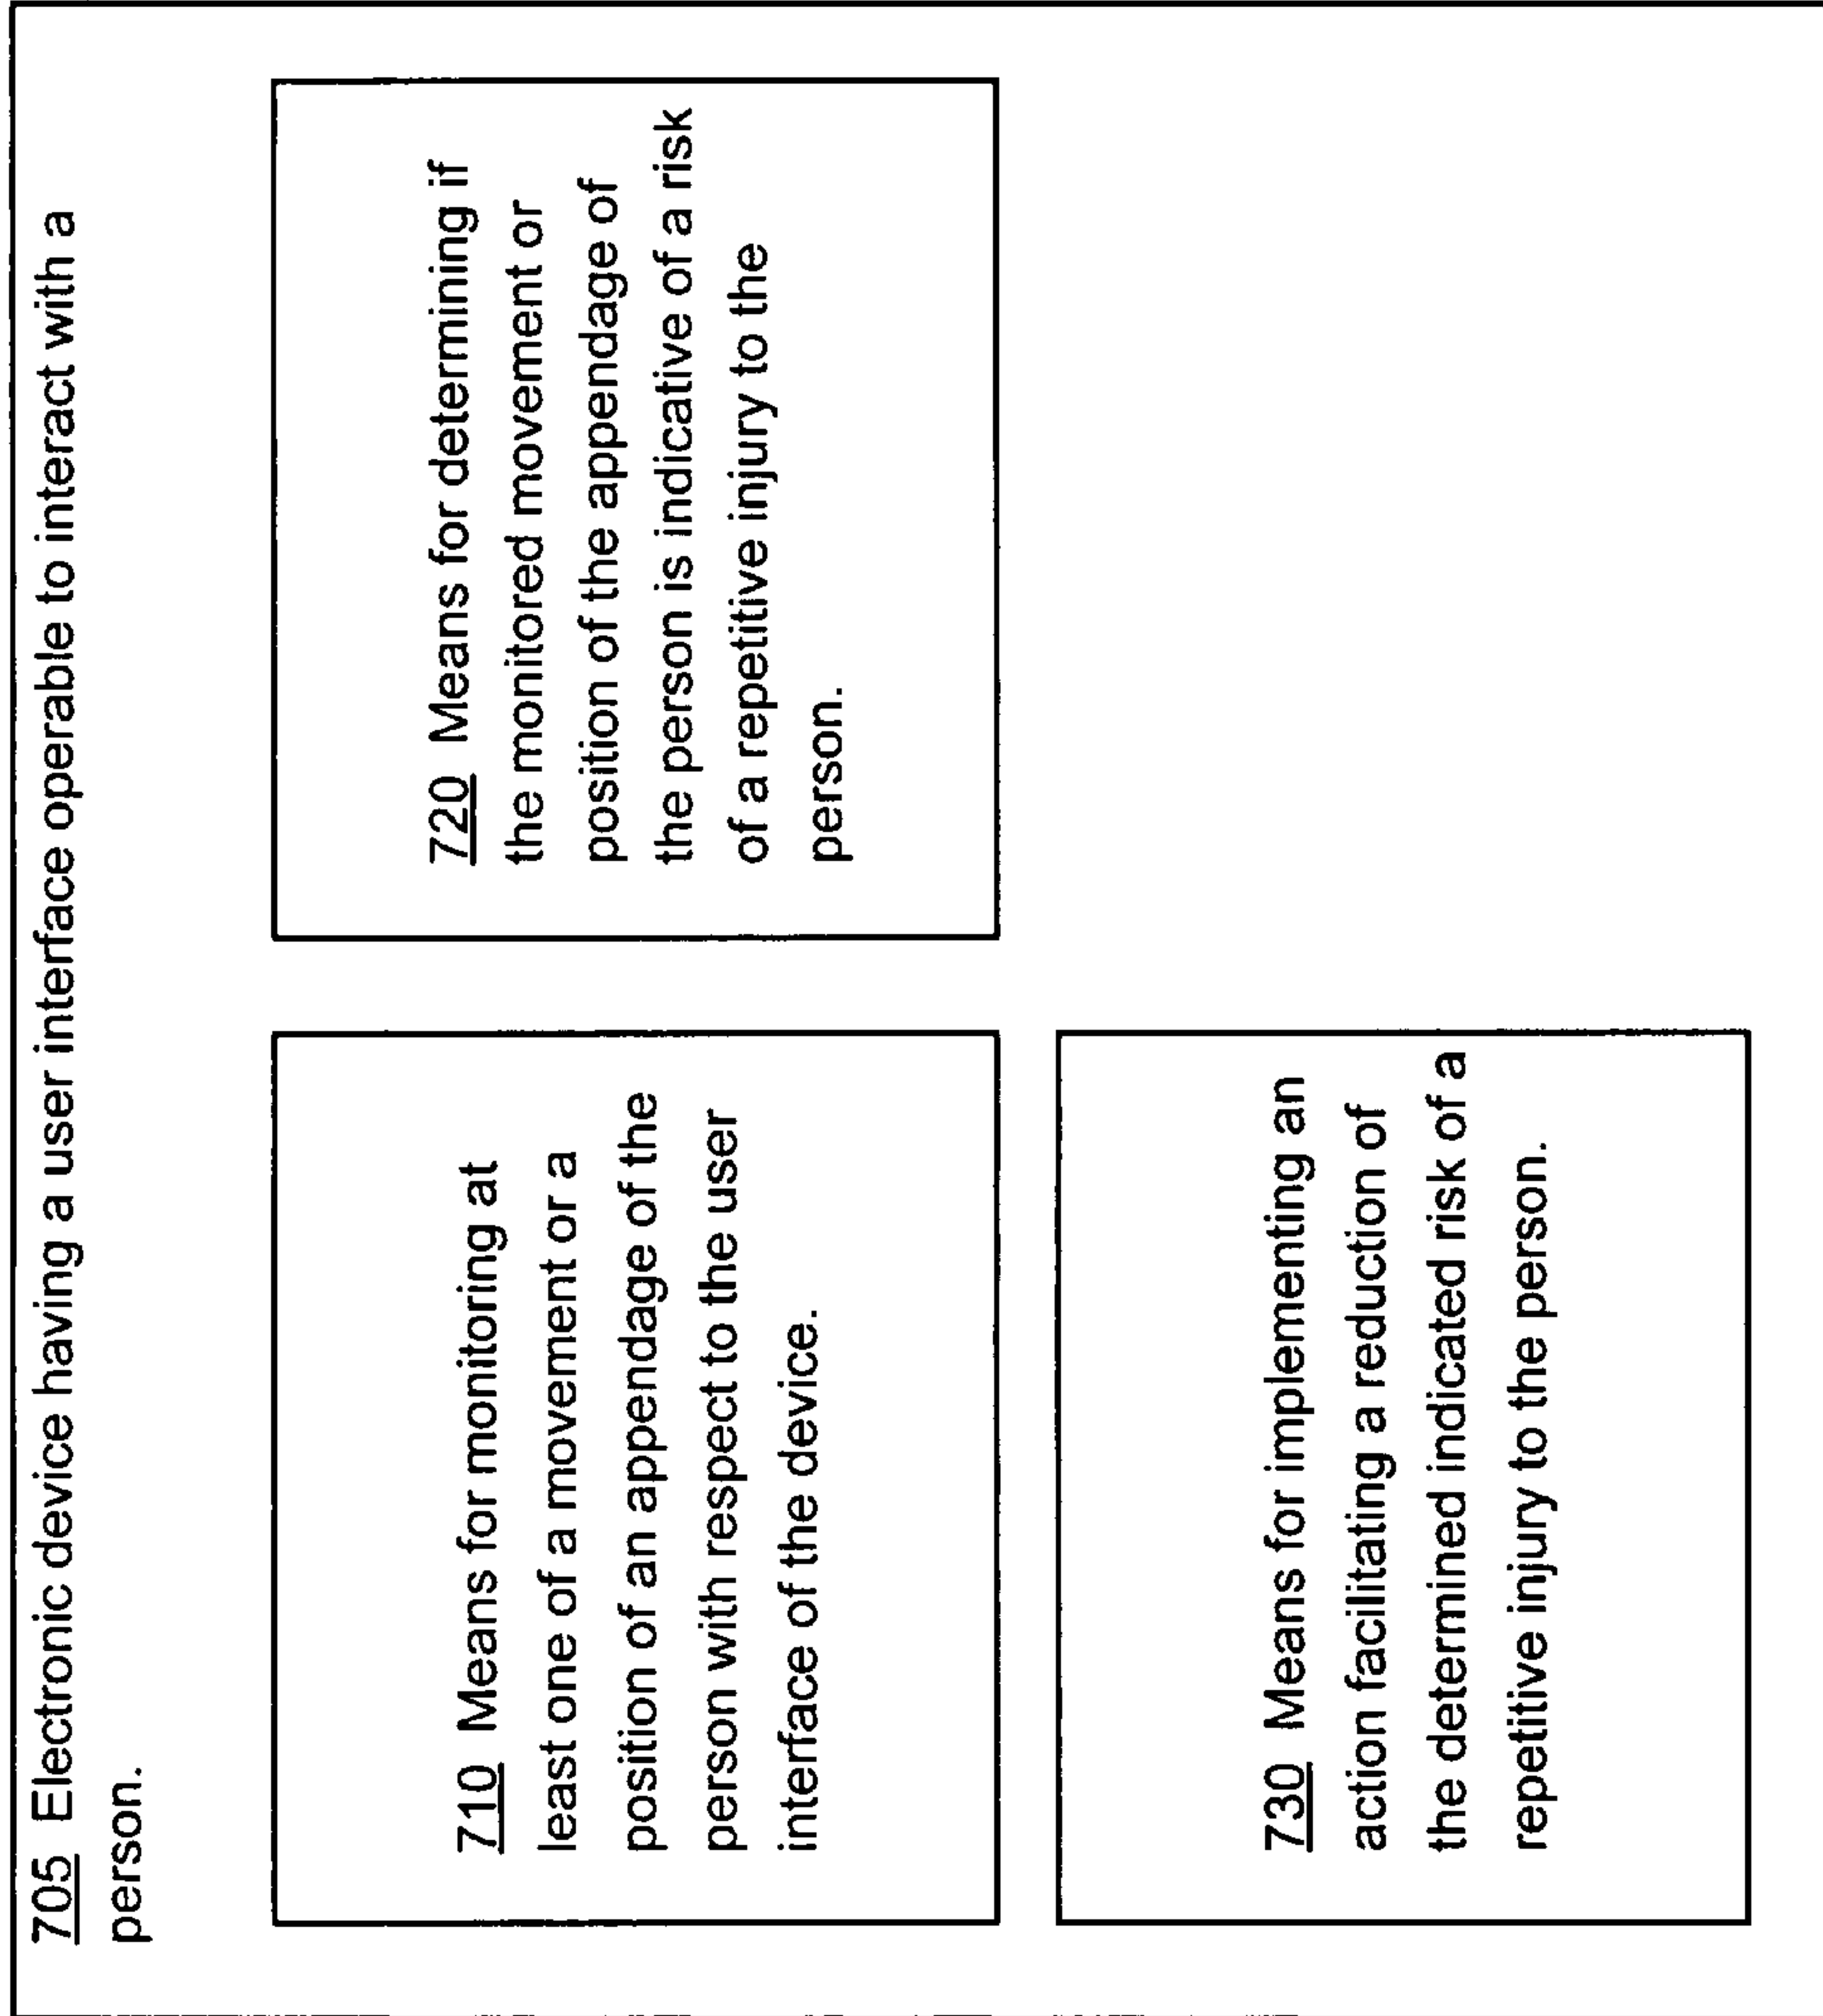 705 Electronic device having a user interface operable to interact with a
person.
710 Means for monitoring at
least one of a movement or a
position of an appendage of the
person with respect to the user
interface of the device.
720 Means for determining if
the monitored movement or
position of the appendage of
the person is indicative of a risk
of a repetitive injury to the
person.
730 Means for implementing an
action facilitating a reduction of
the determined indicated risk of a
repetitive injury to the person.